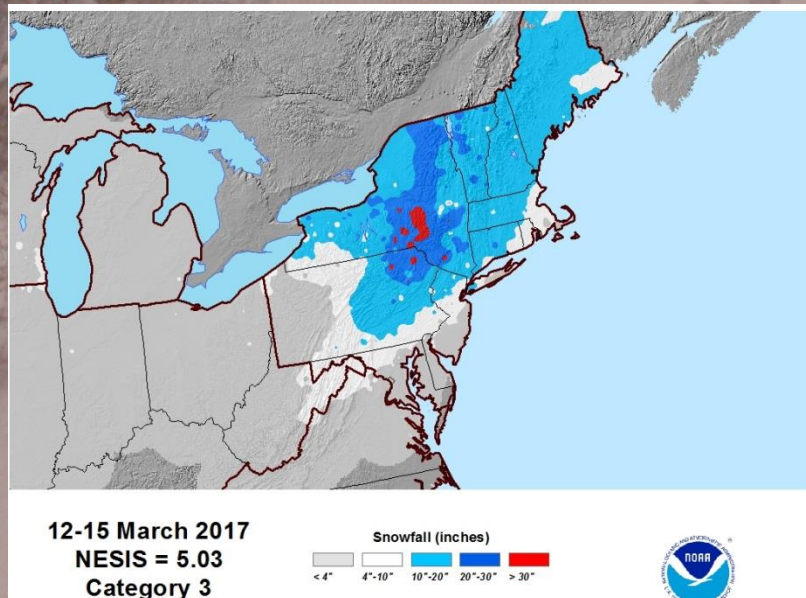 12-15 March 2017
NESIS = 5.03
Category 3
Snowfall (inches)
< 4" 4"-10" 10"-20" 20"-30" > 30"
NOAA